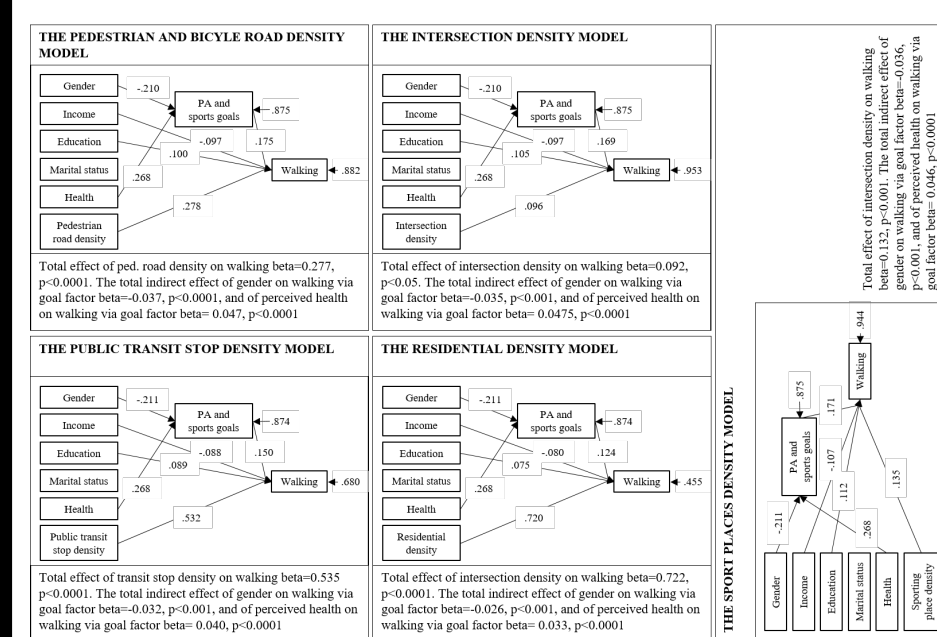 THE PEDESTRIAN AND BICYLE ROAD DENSITY
MODEL
Gender
Income
Education
Marital status
Health
Pedestrian
road density
-.210
PA and
sports goals
.875
-.097
.175
.100
.268
Walking
.882
.278
Total effect of ped. road density on walking beta=0.277,
p<0.0001. The total indirect effect of gender on walking via
goal factor beta=-0.037, p<0.0001, and of perceived health
on walking via goal factor beta= 0.047, p<0.0001
THE INTERSECTION DENSITY MODEL
Gender
Income
Education
Marital status
Health
Intersection
density
-.210
PA and
sports goals
.875
-.097
.169
.105
.268
Walking
.953
.096
Total effect of intersection density on walking beta=0.092,
p<0.05. The total indirect effect of gender on walking via
goal factor beta=-0.035, p<0.001, and of perceived health on
walking via goal factor beta= 0.0475, p<0.0001
THE PUBLIC TRANSIT STOP DENSITY MODEL
Gender
Income
Education
Marital status
Health
Public transit
stop density
-.211
PA and
sports goals
.874
-.088
.150
.089
.268
Walking
.680
.532
Total effect of transit stop density on walking beta=0.535
p<0.0001. The total indirect effect of gender on walking via
goal factor beta=-0.032, p<0.001, and of perceived health on
walking via goal factor beta= 0.040, p<0.0001
THE RESIDENTIAL DENSITY MODEL
Gender
Income
Education
Marital status
Health
Residential
density
-.211
PA and
sports goals
.874
-.080
.124
.075
.268
Walking
.455
.720
Total effect of intersection density on walking beta=0.722,
p<0.0001. The total indirect effect of gender on walking via
goal factor beta=-0.026, p<0.001, and of perceived health on
walking via goal factor beta= 0.033, p<0.0001
THE SPORT PLACES DENSITY MODEL
Gender
Income
Education
Marital status
Health
Sporting
place density
-.211
PA and
sports goals
.875
-.107
.171
.112
.268
Walking
.944
.135
Total effect of intersection density on walking
beta=0.132, p<0.001. The total indirect effect of
gender on walking via goal factor beta=-0.036,
p<0.001, and of perceived health on walking via
goal factor beta= 0.046, p<0.0001